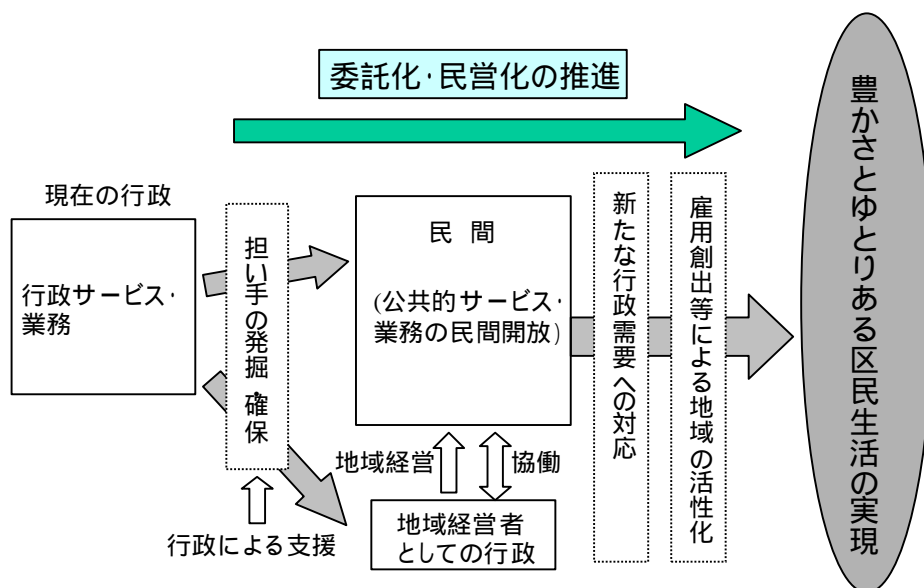 委託化・民営化の推進
現在の行政
行政サービス・
業務
担い手の発掘・確保
民 間
(公共的サービス・
業務の民間開放)
新たな行政需要への対応
雇用創出等による地域の活性化
豊かさとゆとりある区民生活の実現
地域経営
協働
行政による支援
地域経営者
としての行政